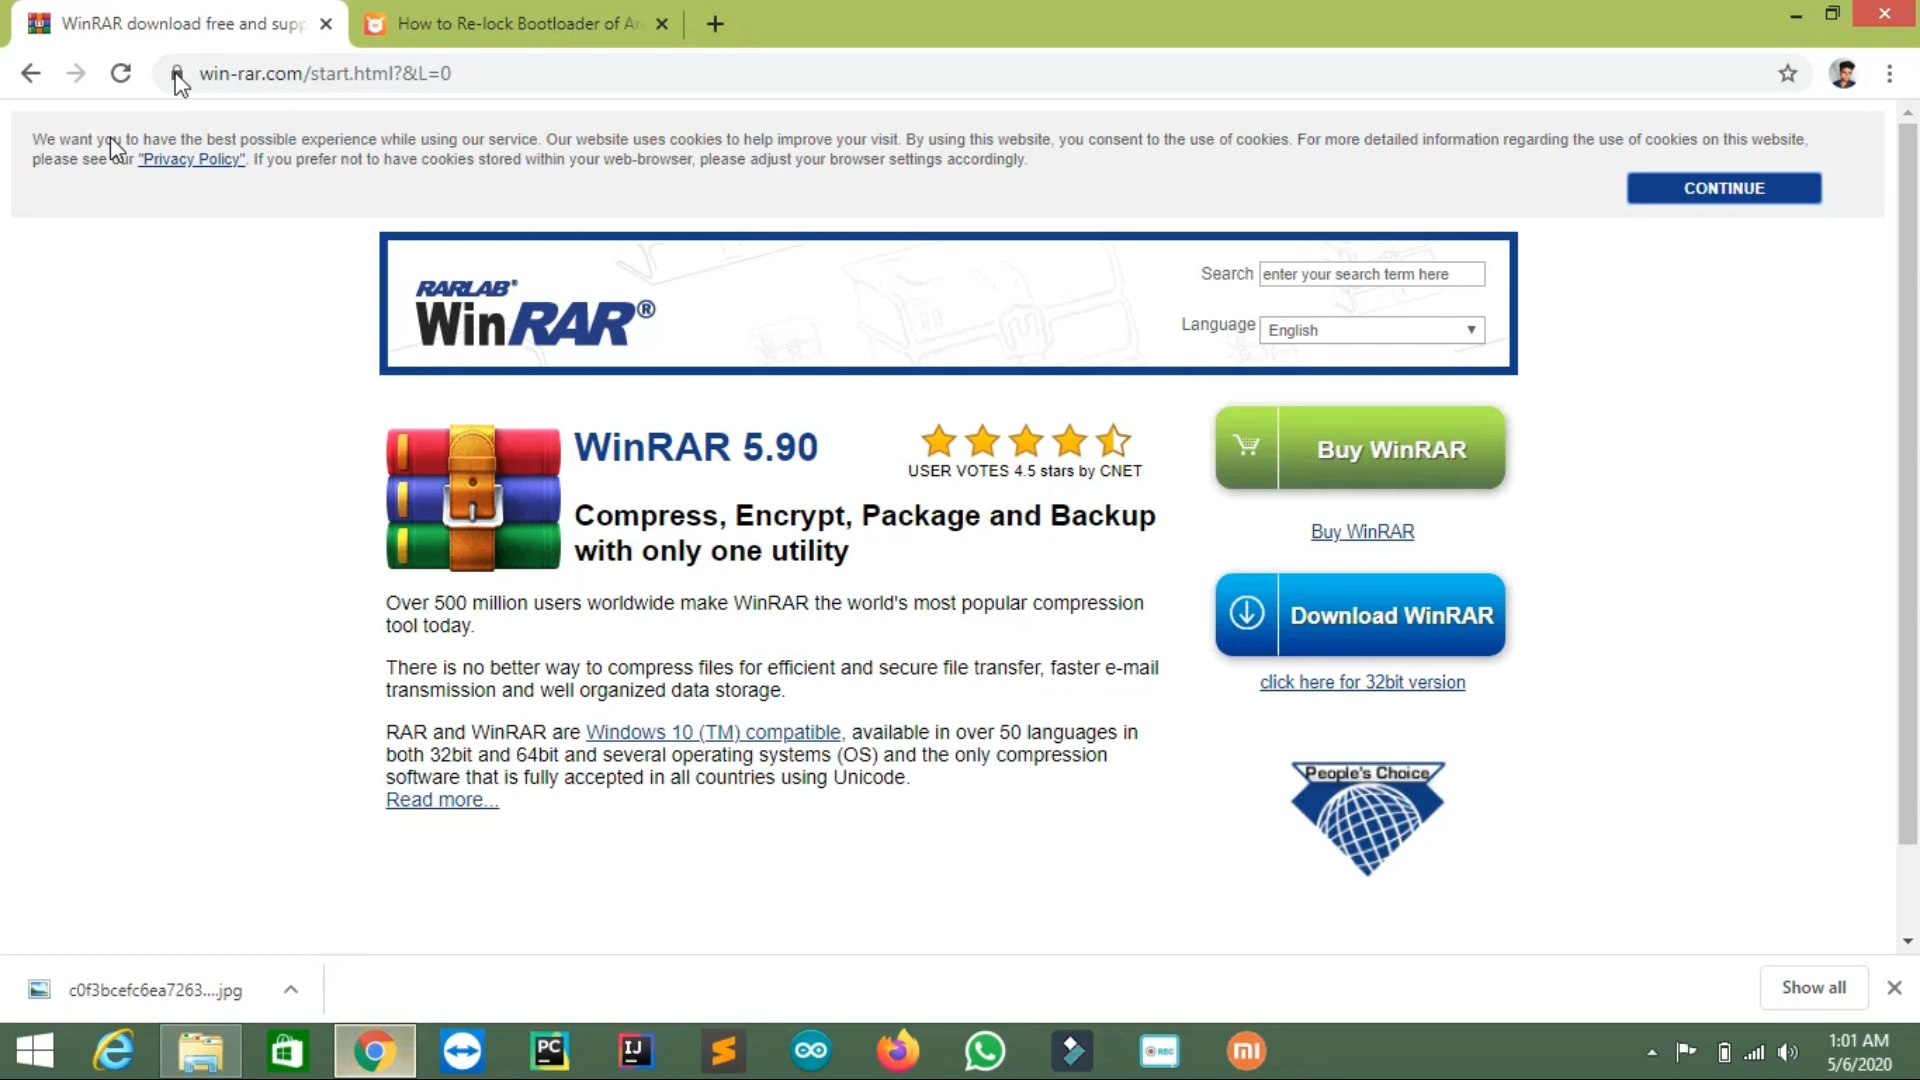 WinRAR download free and supp
How to Re-lock Bootloader of An
win-rar.com/start.html?&L=0
We want you to have the best possible experience while using our service. Our website uses cookies to help improve your visit. By using this website, you consent to the use of cookies. For more detailed information regarding the use of cookies on this website,
please see our "Privacy Policy". If you prefer not to have cookies stored within your web-browser, please adjust your browser settings accordingly.
CONTINUE
RARLAB®
WinRAR®
Search enter your search term here
Language English
WinRAR 5.90
USER VOTES 4.5 stars by CNET
Compress, Encrypt, Package and Backup
with only one utility
Buy WinRAR
Buy WinRAR
Over 500 million users worldwide make WinRAR the world's most popular compression
tool today.
Download WinRAR
click here for 32bit version
There is no better way to compress files for efficient and secure file transfer, faster e-mail
transmission and well organized data storage.
RAR and WinRAR are Windows 10 (TM) compatible, available in over 50 languages in
both 32bit and 64bit and several operating systems (OS) and the only compression
software that is fully accepted in all countries using Unicode.
Read more...
People's Choice
c0f3bcefc6ea7263....jpg
Show all
PC
IJ
REC
mi
1:01 AM
5/6/2020